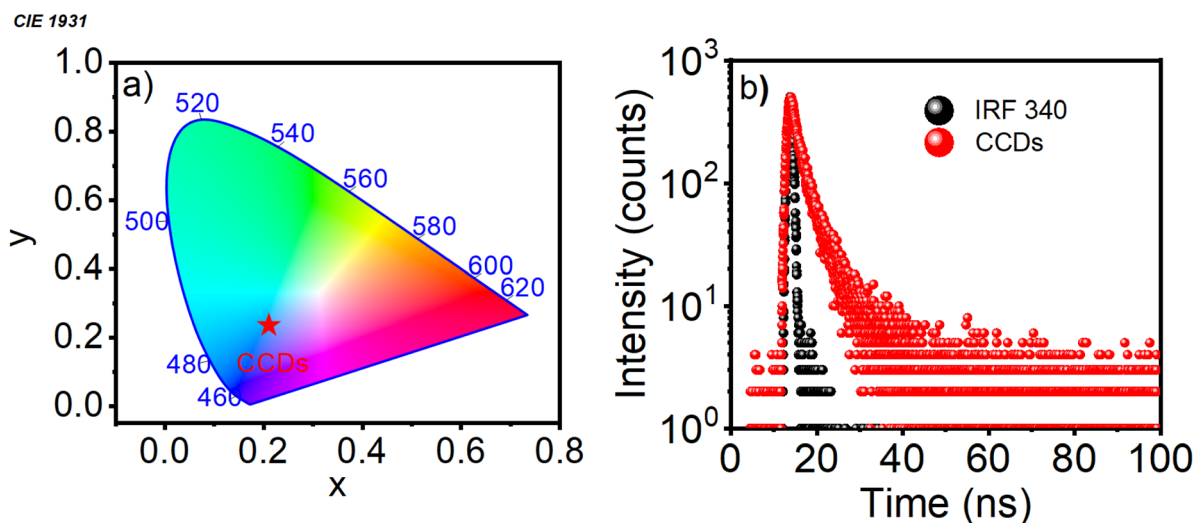 CIE 1931
a)
1.0
0.8
0.6
0.4
0.2
0.0
y
520
540
560
500
580
600
620
480
460
CCDs
0.0 0.2 0.4 0.6 0.8
x
b)
10³
10²
10¹
10⁰
Intensity (counts)
IRF 340
CCDs
0 20 40 60 80 100
Time (ns)